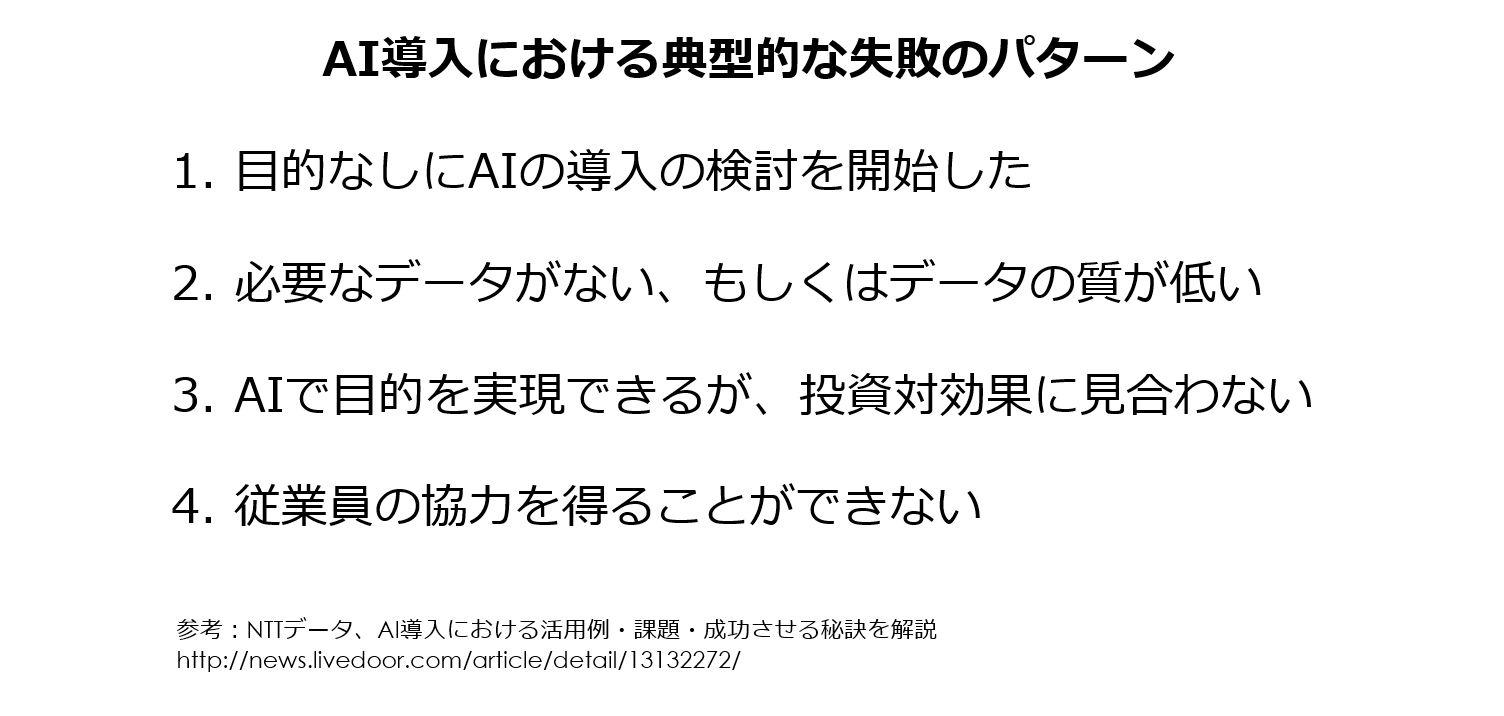 AI導入における典型的な失敗のパターン
1. 目的なしにAIの導入の検討を開始した
2. 必要なデータがない、もしくはデータの質が低い
3. AIで目的を実現できるが、投資対効果に見合わない
4. 従業員の協力を得ることができない
参考：NTTデータ、AI導入における活用例・課題・成功させる秘訣を解説
http://news.livedoor.com/article/detail/13132272/